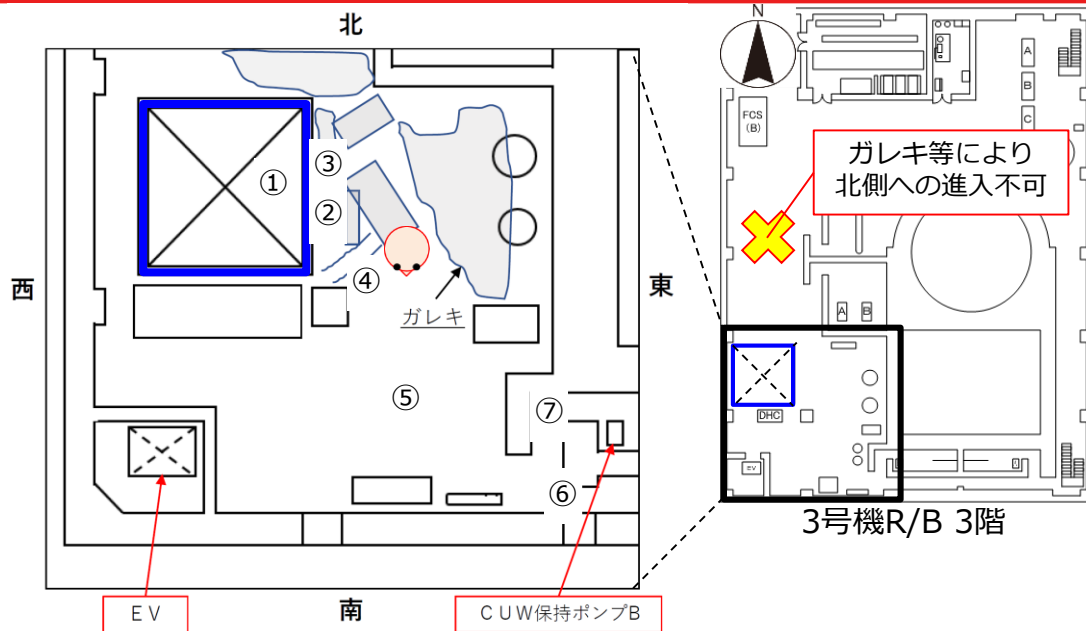 北
西
東
南
①
③
②
④
ガレキ
⑤
⑦
⑥
EV
CUW保持ポンプB
N
FCS
(B)
A
B
C
ガレキ等により
北側への進入不可
A
B
DHC
EV
3号機R/B 3階